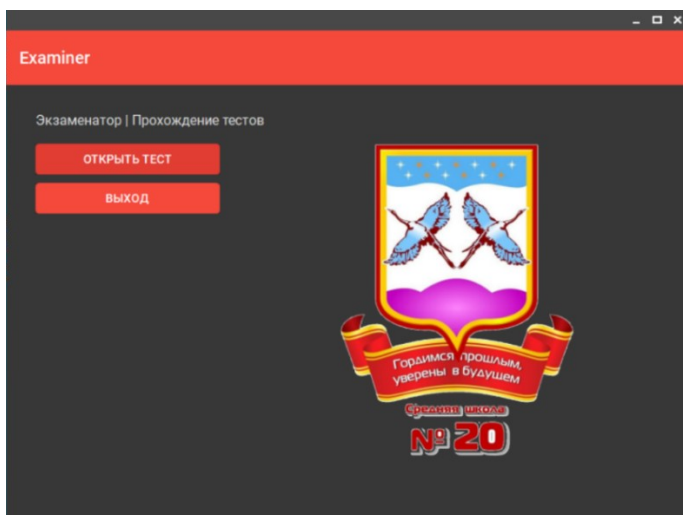 Examiner
Экзаменатор | Прохождение тестов
ОТКРЫТЬ ТЕСТ
ВЫХОД
Гордимся прошлым,
уверены в будущем
Средняя школа
№ 20